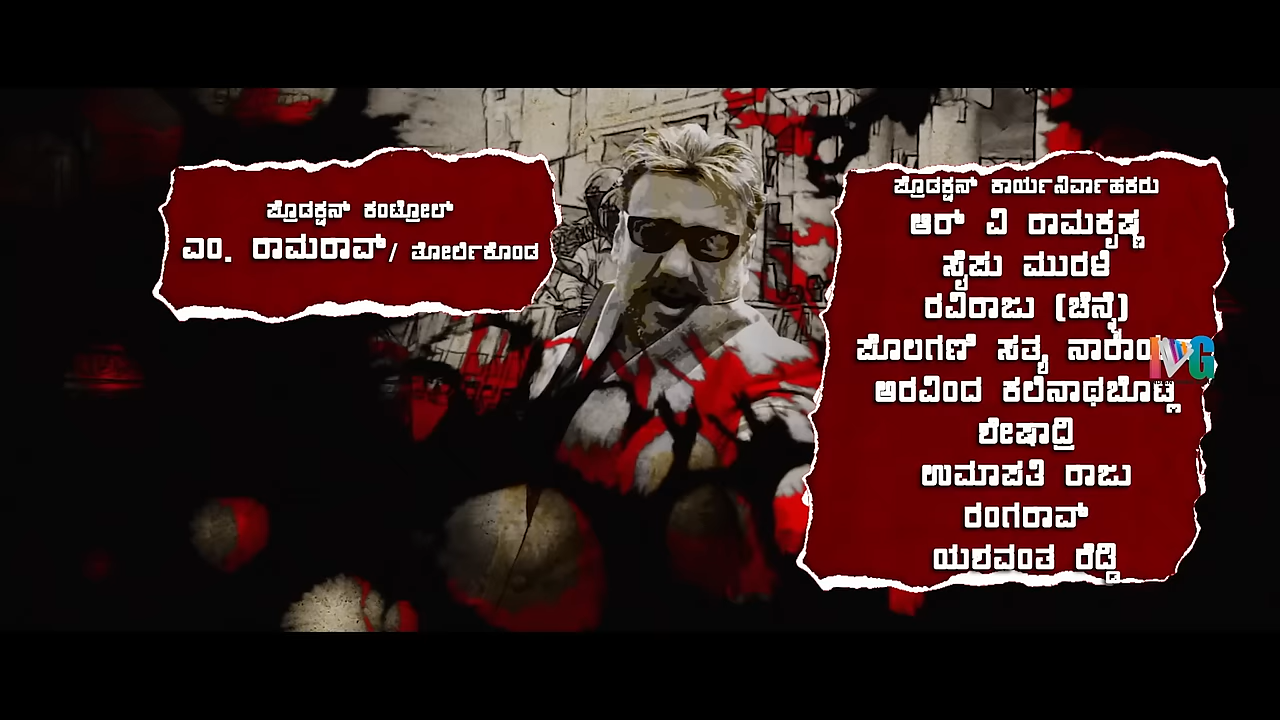 ಪ್ರೊಡಕ್ಷನ್ ಕಂಟ್ರೋಲ್
ಎಂ. ರಾಮರಾವ್/ ತೋರ್ಲಿಕೊಂಡ
ಪ್ರೊಡಕ್ಷನ್ ಕಾರ್ಯನಿರ್ವಾಹಕರು
ಆರ್ ವಿ ರಾಮಕೃಷ್ಣ
ಸೈಪು ಮುರಳಿ
ರವಿರಾಜು (ಚೆನ್ನೈ)
ಪೊಲಗಣಿ ಸತ್ಯ
ಅರವಿಂದ ಕಲೆನಾಥಬೊಟ್ಲ
ಶೇಷಾದ್ರಿ
ಉಮಾಪತಿ ರಾಜು
ರಂಗರಾವ್
ಯಶವಂತ ರೆಡ್ಡಿ